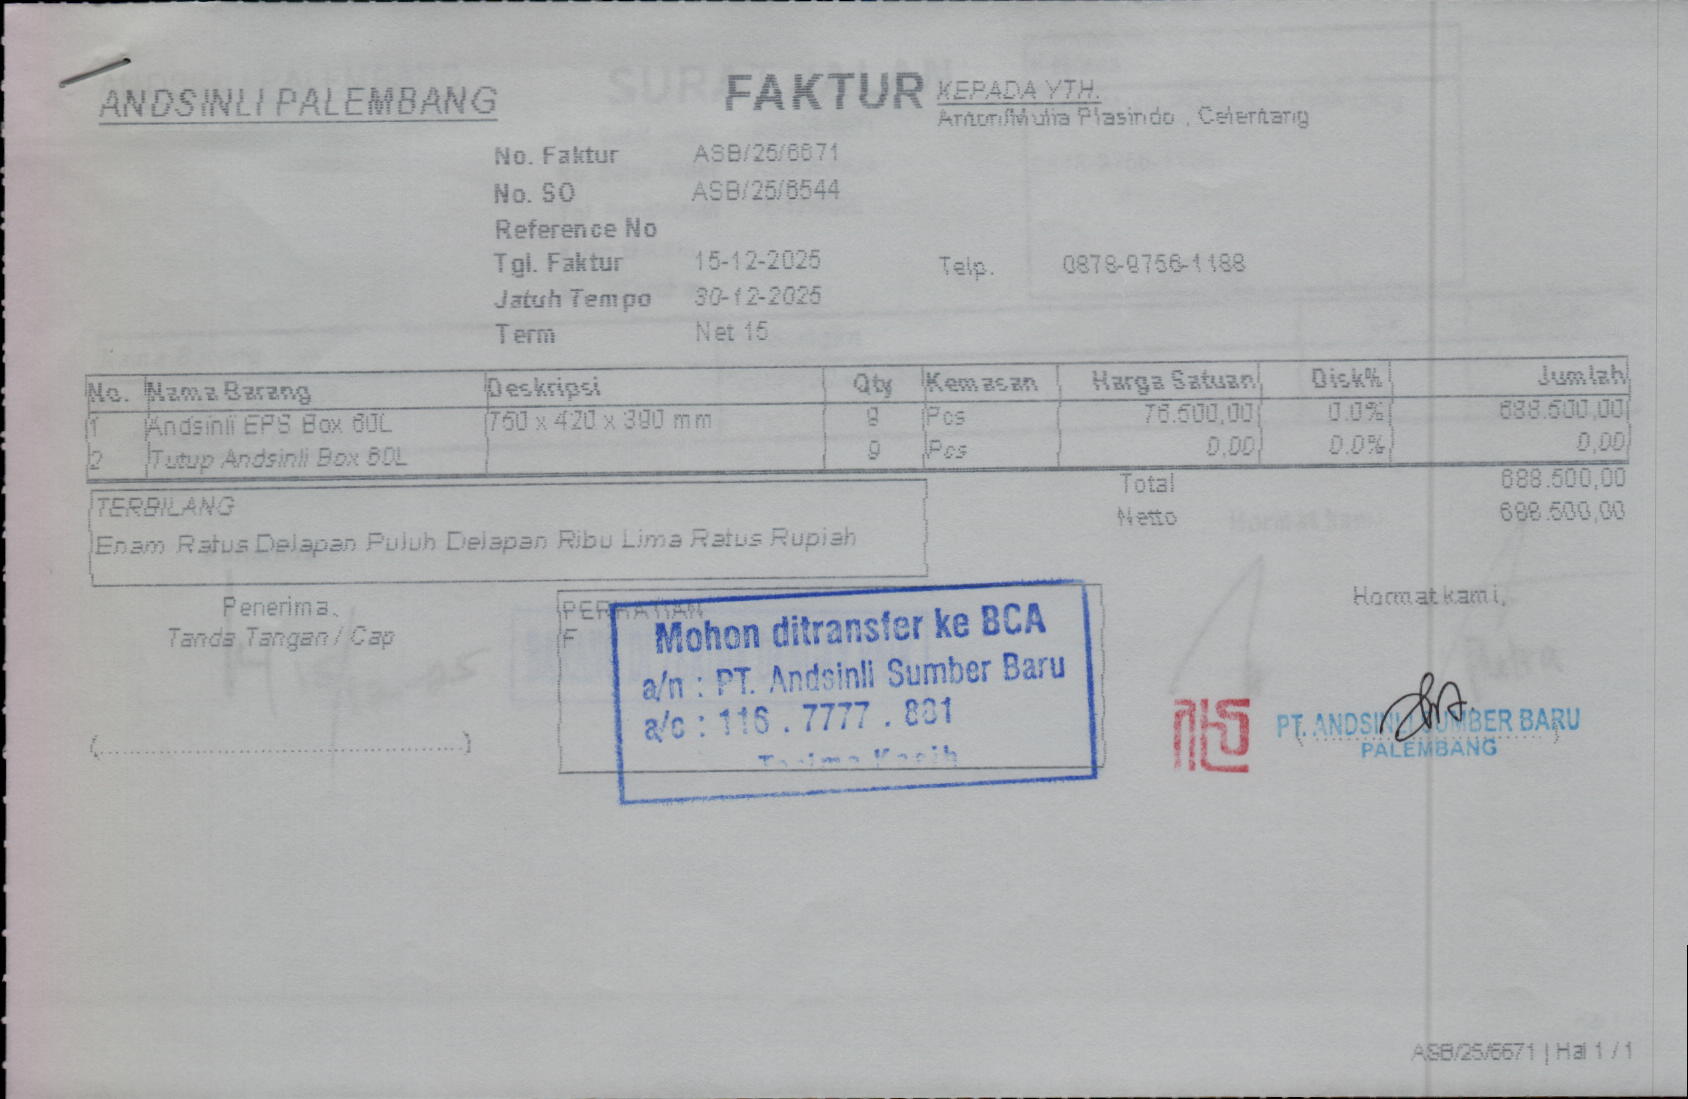 ANDSINLI PALEMBANG
FAKTUR
KEPADA YTH.
Anton/Mulia Plasindo , Celentang
No. Faktur ASB/25/6671
No. SO ASB/25/6544
Reference No
Tgl. Faktur 15-12-2025
Telp. 0878-9756-1188
Jatuh Tempo 30-12-2025
Term Net 15
No. Nama Barang Deskripsi Qty Kemasan Harga Satuan Disk% Jumlah
1 Andsinli EPS Box 60L 750 x 420 x 390 mm 9 Pcs 76.500,00 0.0% 688.500,00
2 Tutup Andsinli Box 60L 9 Pcs 0,00 0.0% 0,00
Total 688.500,00
Netto 688.500,00
TERBILANG
Enam Ratus Delapan Puluh Delapan Ribu Lima Ratus Rupiah
Penerima,
Tanda Tangan / Cap
PERHATIAN
Mohon ditransfer ke BCA
a/n : PT. Andsinli Sumber Baru
a/c : 116 . 7777 . 881
Terima Kasih
Hormat kami,
PT. ANDSINLI SUMBER BARU
PALEMBANG
ASB/25/6671 | Hal 1 / 1